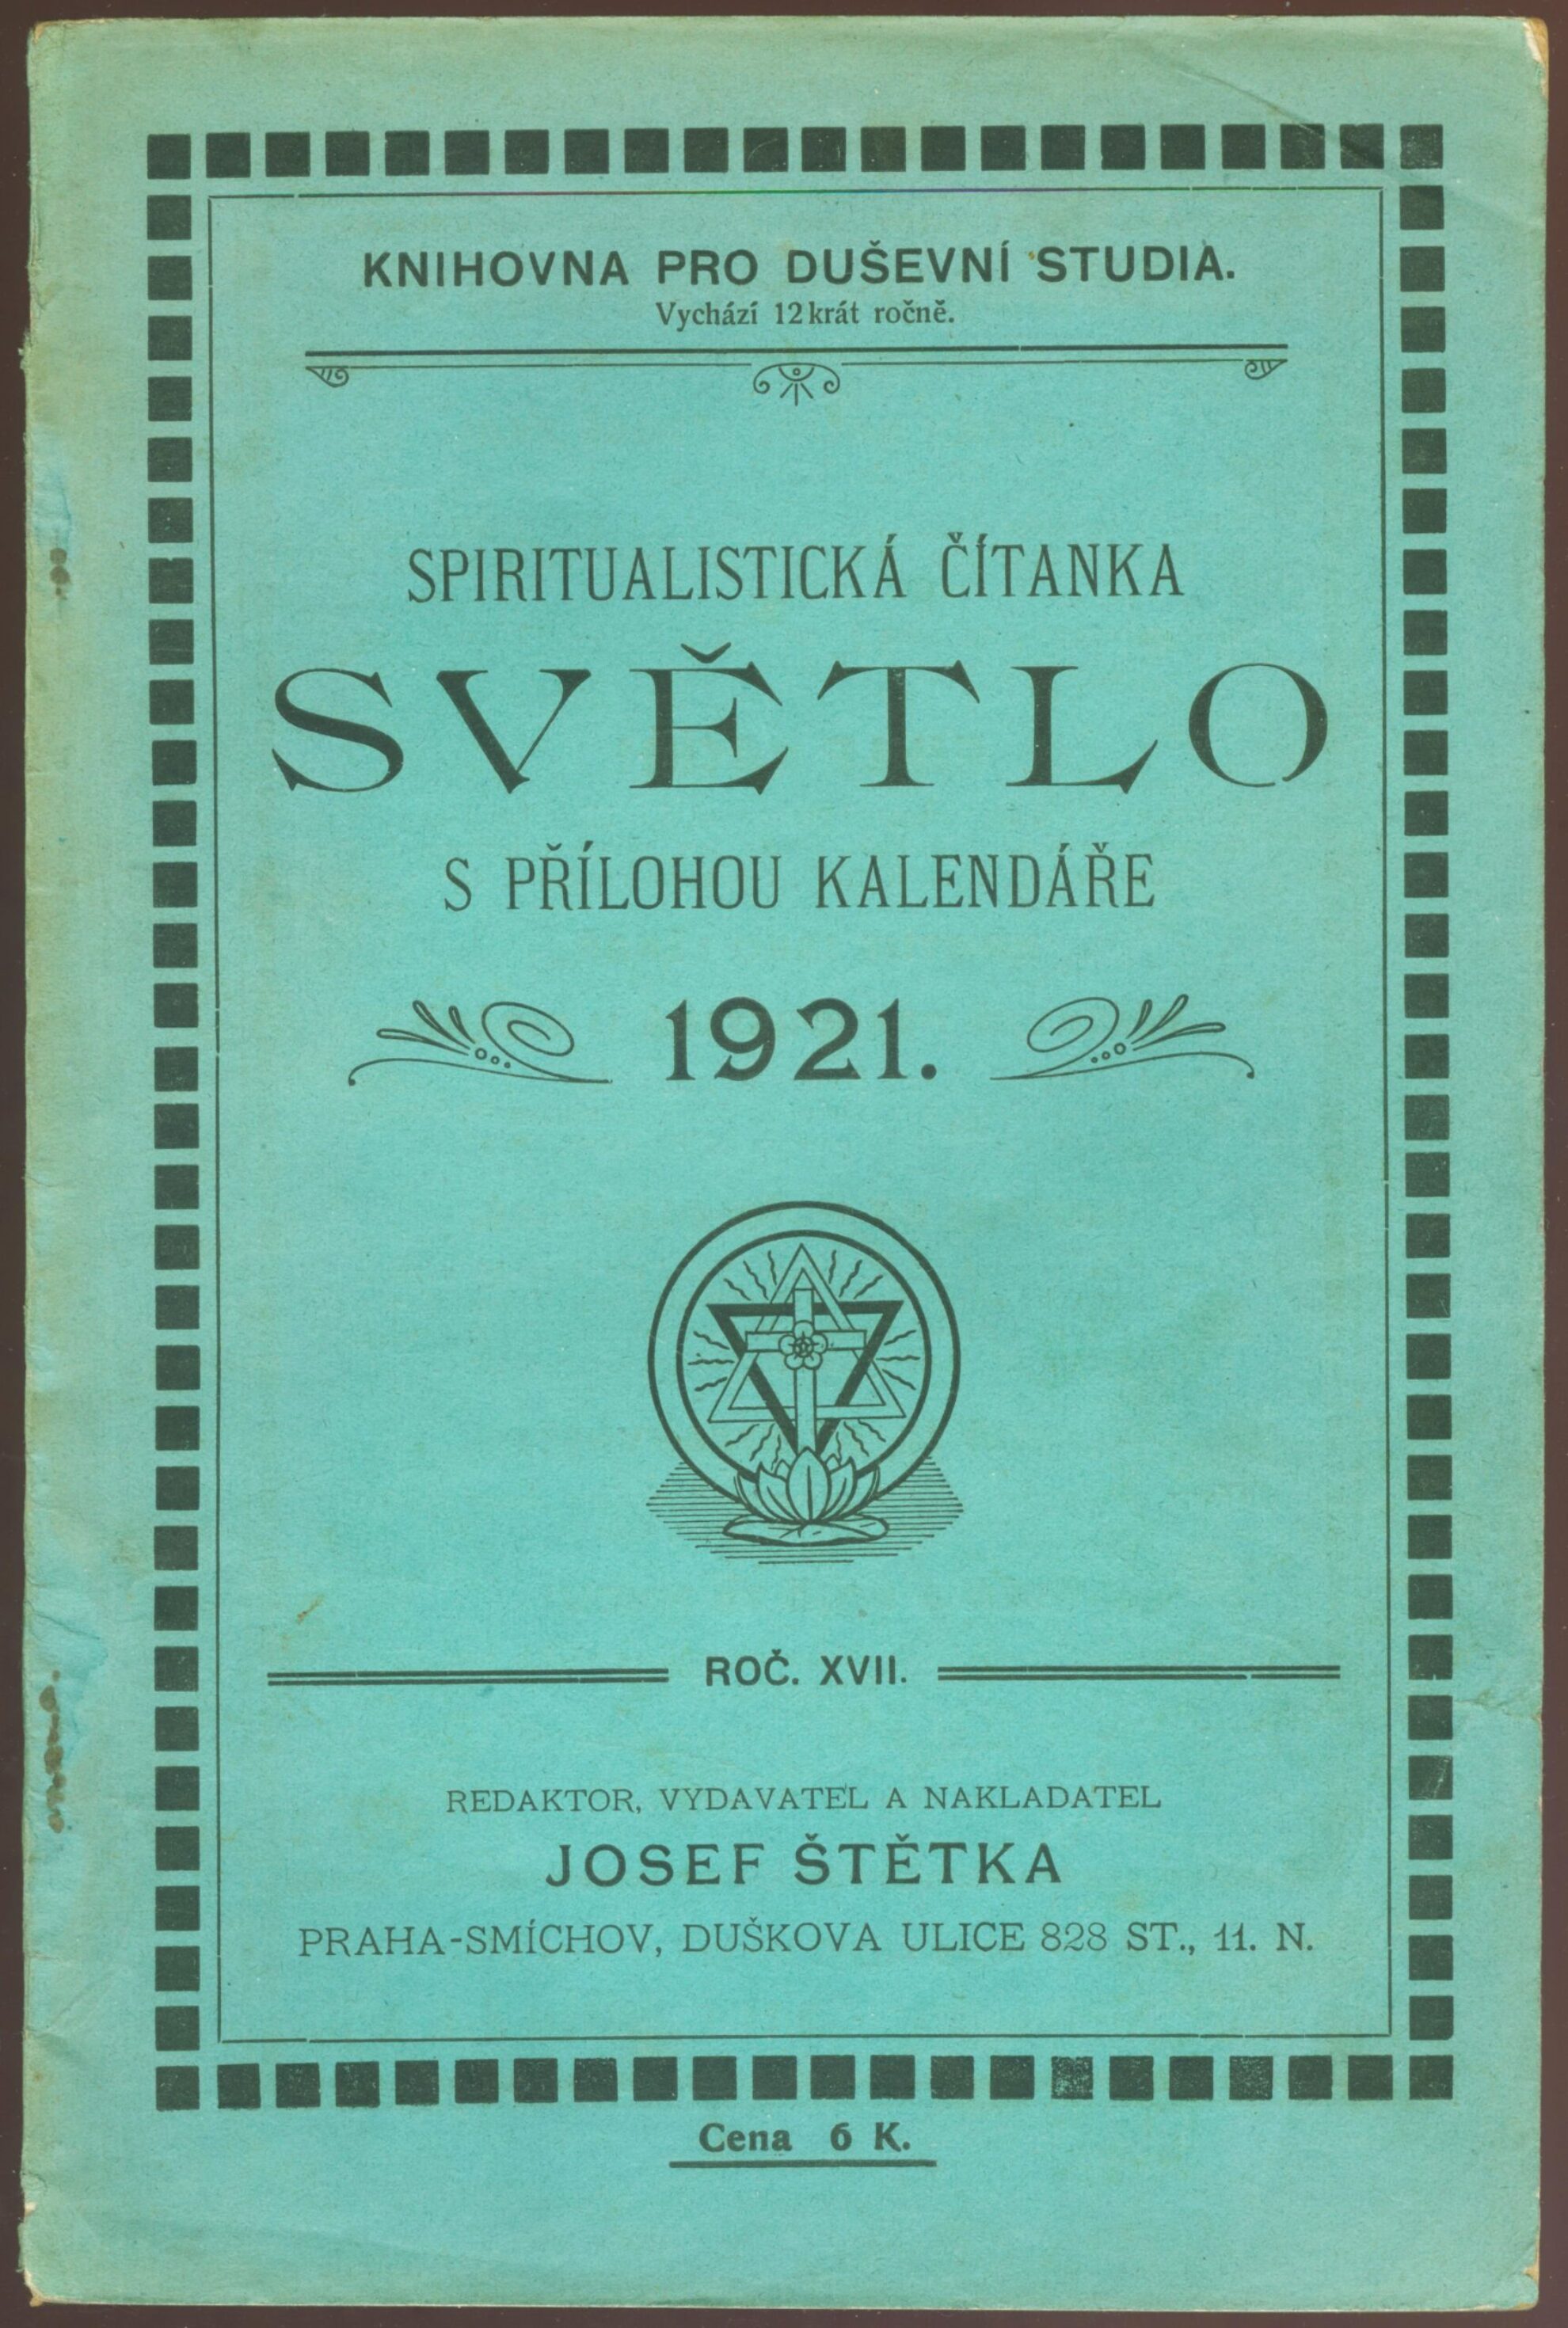 KNIHOVNA PRO DUŠEVNÍ STUDIA.
Vychází 12krát ročně.
SPIRITUALISTICKÁ ČÍTANKA
SVĚTLO
S PŘÍLOHOU KALENDÁŘE
1921.
ROČ. XVII.
REDAKTOR, VYDAVATEL A NAKLADATEL
JOSEF ŠTĚTKA
PRAHA-SMÍCHOV, DUŠKOVA ULICE 828 ST., 11. N.
Cena 6 K.